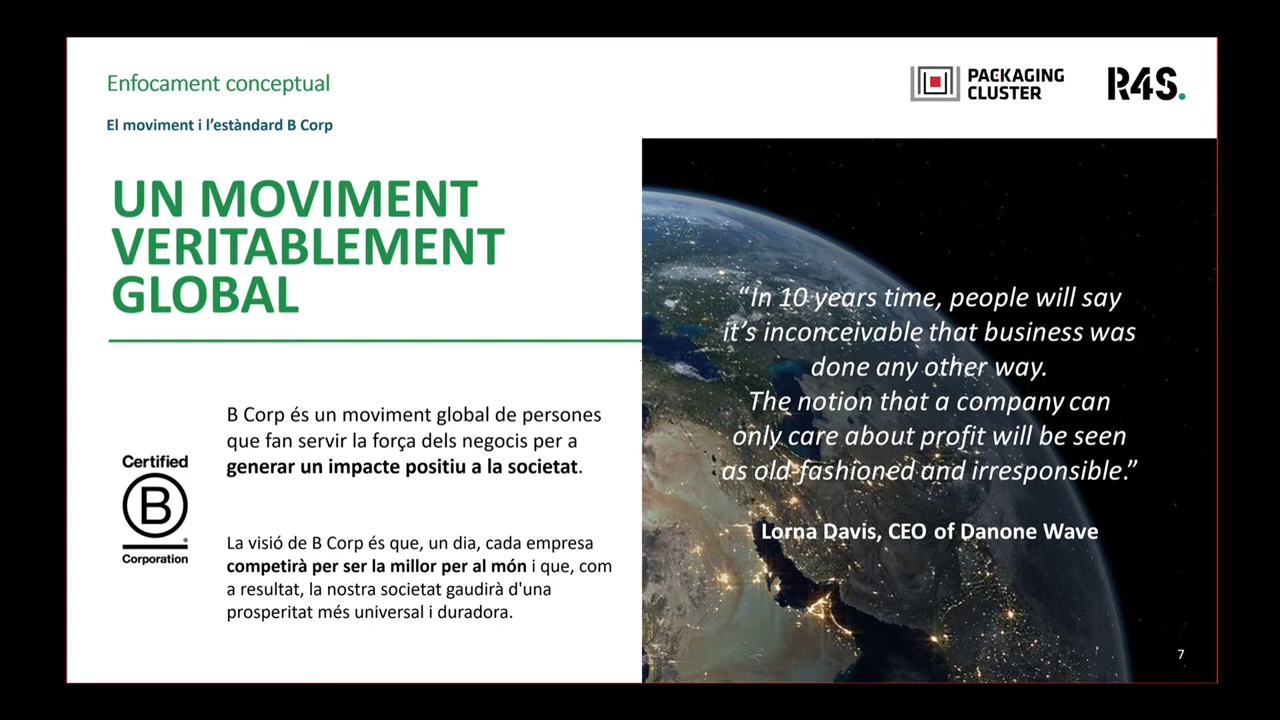 Enfocament conceptual
El moviment i l'estàndard B Corp
PACKAGING
CLUSTER
R4S.
UN MOVIMENT
VERITABLEMENT
GLOBAL
B Corp és un moviment global de persones
que fan servir la força dels negocis per a
generar un impacte positiu a la societat.
Certified
B
®
Corporation
La visió de B Corp és que, un dia, cada empresa
competirà per ser la millor per al món i que, com
a resultat, la nostra societat gaudirà d'una
prosperitat més universal i duradora.
“In 10 years time, people will say
it’s inconceivable that business was
done any other way.
The notion that a company can
only care about profit will be seen
as old-fashioned and irresponsible.”
Lorna Davis, CEO of Danone Wave
7